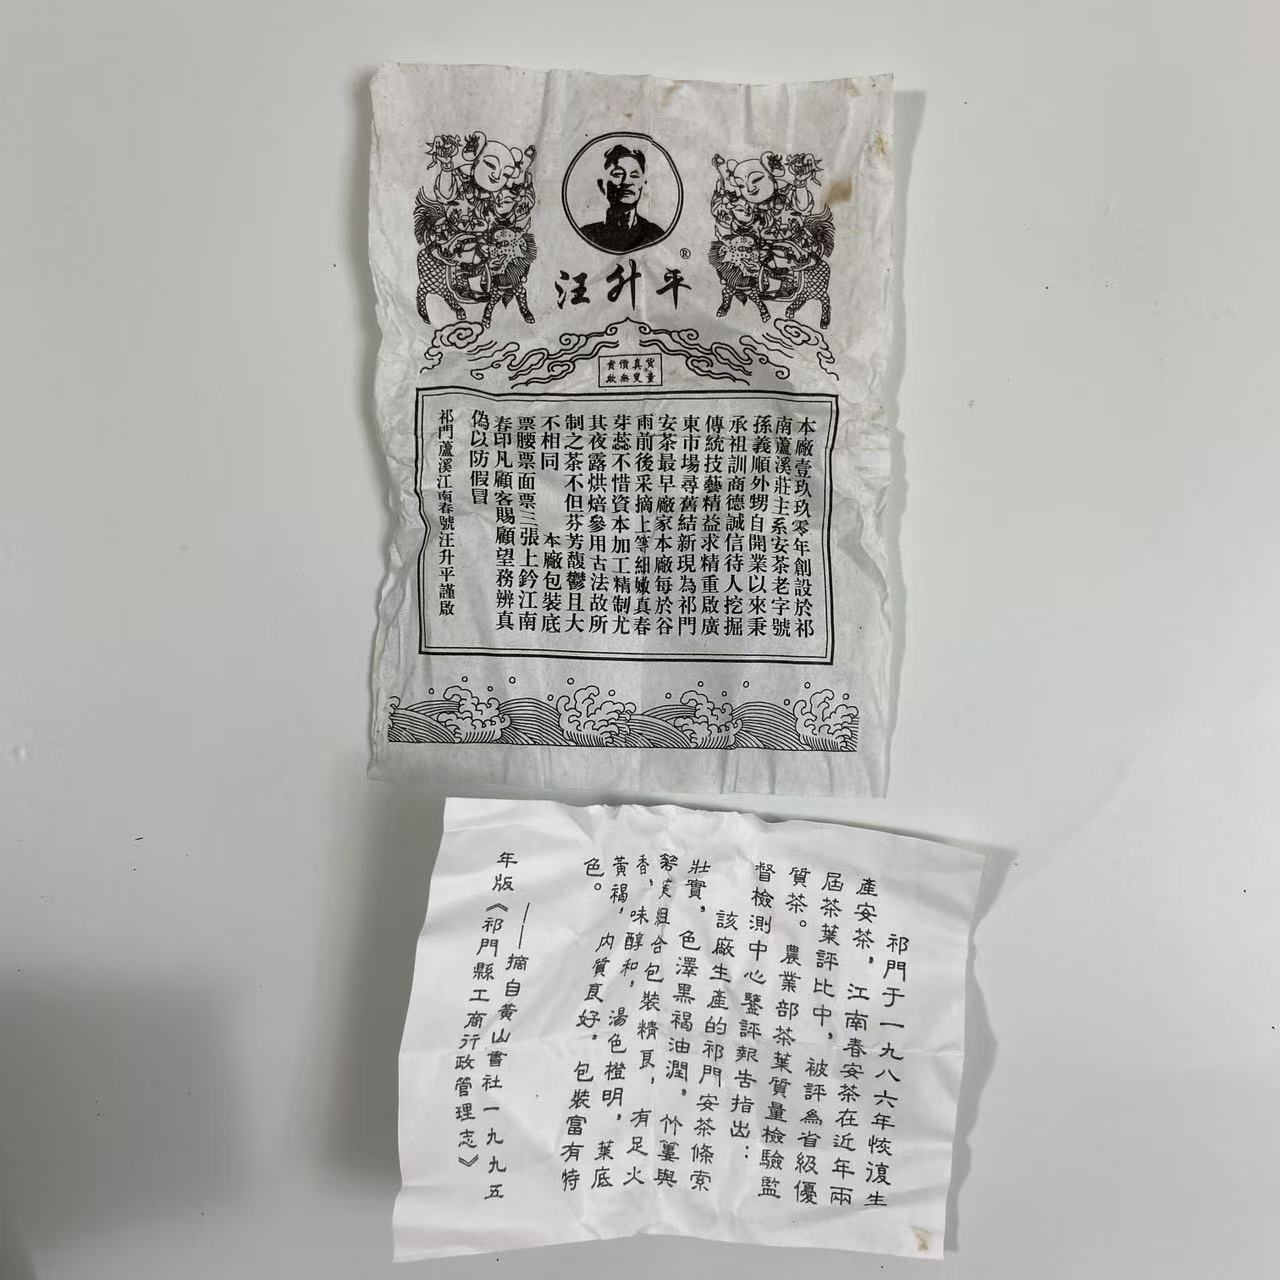 ®
汪升平
貨真價實
童叟無欺
本廠壹玖玖零年創設於祁
南蘆溪莊主系安茶老字號
孫義順外甥自開業以來秉
承祖訓商德誠信待人挖掘
傳統技藝精益求精重啟廣
東市場尋舊結新現為祁門
安茶最早廠家本廠每於谷
雨前後采摘上等細嫩真春
芽蕊不惜資本加工精制尤
其夜露烘焙參用古法故所
制之茶不但芬芳馥鬱且大
不相同 本廠包裝底
票腰票面票三張上鈐江南
春印凡顧客賜顧望務辨真
偽以防假冒
祁門蘆溪江南春號汪升平謹啟
祁門于一九八六年恢復生
產安茶，江南春安茶在近年兩
屆茶葉評比中，被評為省級優
質茶。農業部茶葉質量檢驗監
督檢測中心鑒評報告指出：
該廠生產的祁門安茶條索
壯實，色澤黑褐油潤，竹簍與
箬葉組合包裝精良，有足火
香，味醇和，湯色橙明，葉底
黃褐，内質良好。包裝富有特
色。
——摘自黃山書社一九九五
年版《祁門縣工商行政管理志》